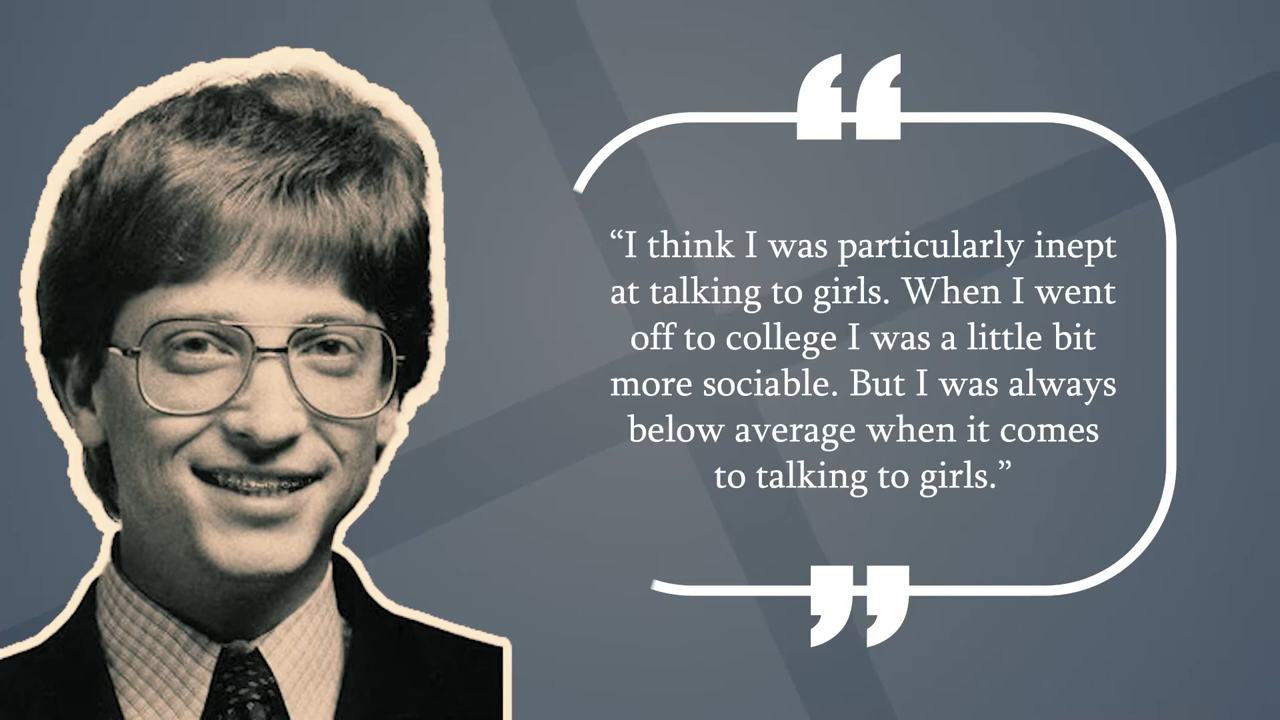 “I think I was particularly inept
at talking to girls. When I went
off to college I was a little bit
more sociable. But I was always
below average when it comes
to talking to girls.”